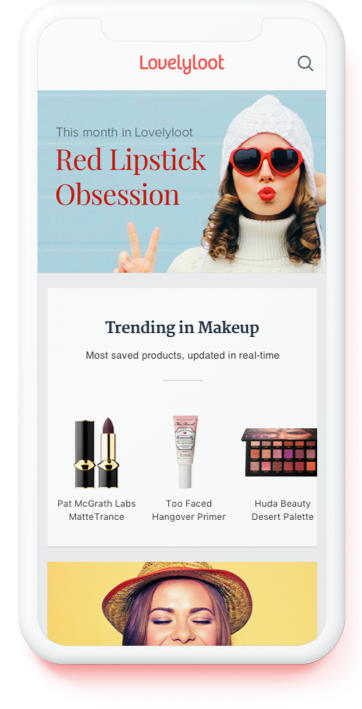 Lovelyloot
This month in Lovelyloot
Red Lipstick
Obsession
Trending in Makeup
Most saved products, updated in real-time
Pat McGrath Labs
MatteTrance
Too Faced
Hangover Primer
Huda Beauty
Desert Palette